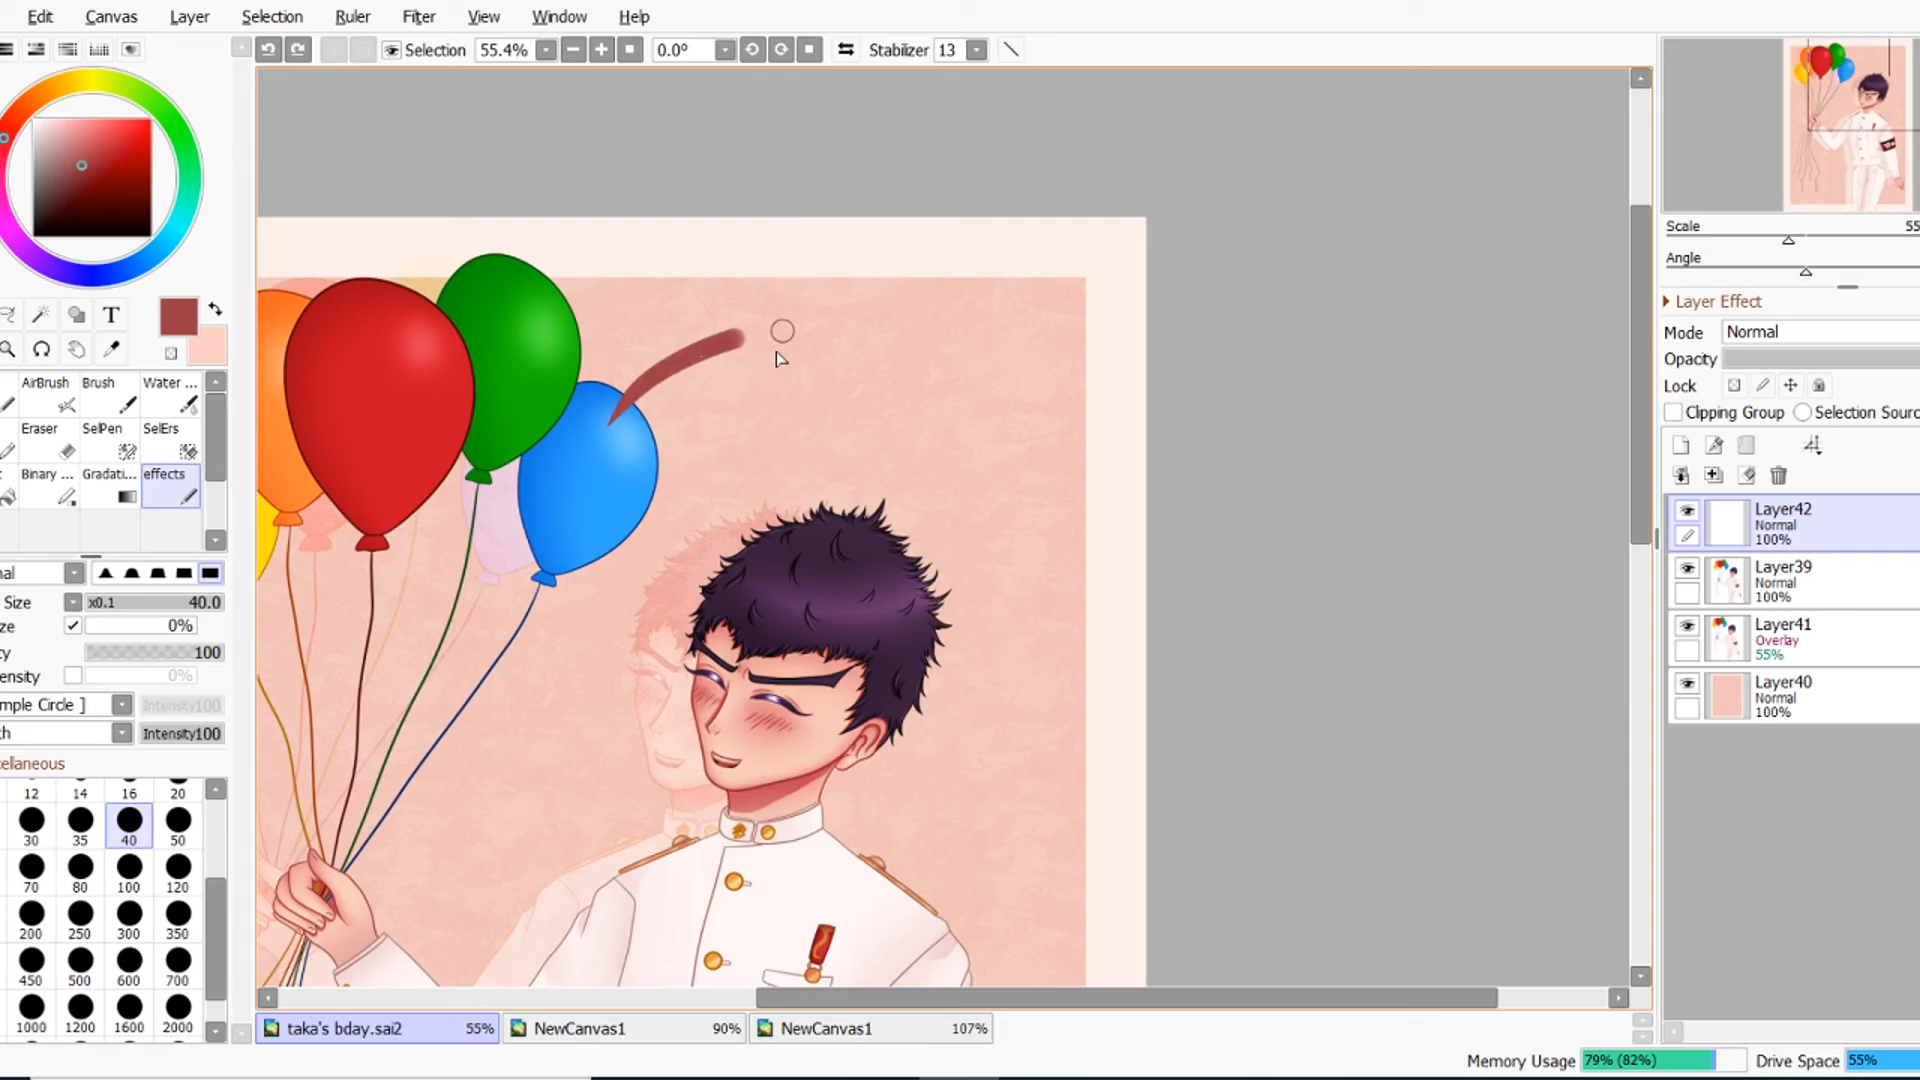 Edit Canvas Layer Selection Ruler Filter View Window Help
Selection 55.4% 0.0° Stabilizer 13
Scale 55
Angle
Layer Effect
Mode Normal
Opacity
Lock
Clipping Group Selection Sourc
Layer42
Normal
100%
Layer39
Normal
100%
Layer41
Overlay
55%
Layer40
Normal
100%
T
AirBrush Brush Water ...
Eraser SelPen SelErs
Binary ... Gradati... effects
al
Size x0.1 40.0
ze 0%
ty 100
ensity 0%
mple Circle ] Intensity100
th Intensity100
cellaneous
12 14 16 20
30 35 40 50
70 80 100 120
200 250 300 350
450 500 600 700
1000 1200 1600 2000
taka's bday.sai2 55% NewCanvas1 90% NewCanvas1 107%
Memory Usage 79% (82%) Drive Space 55%